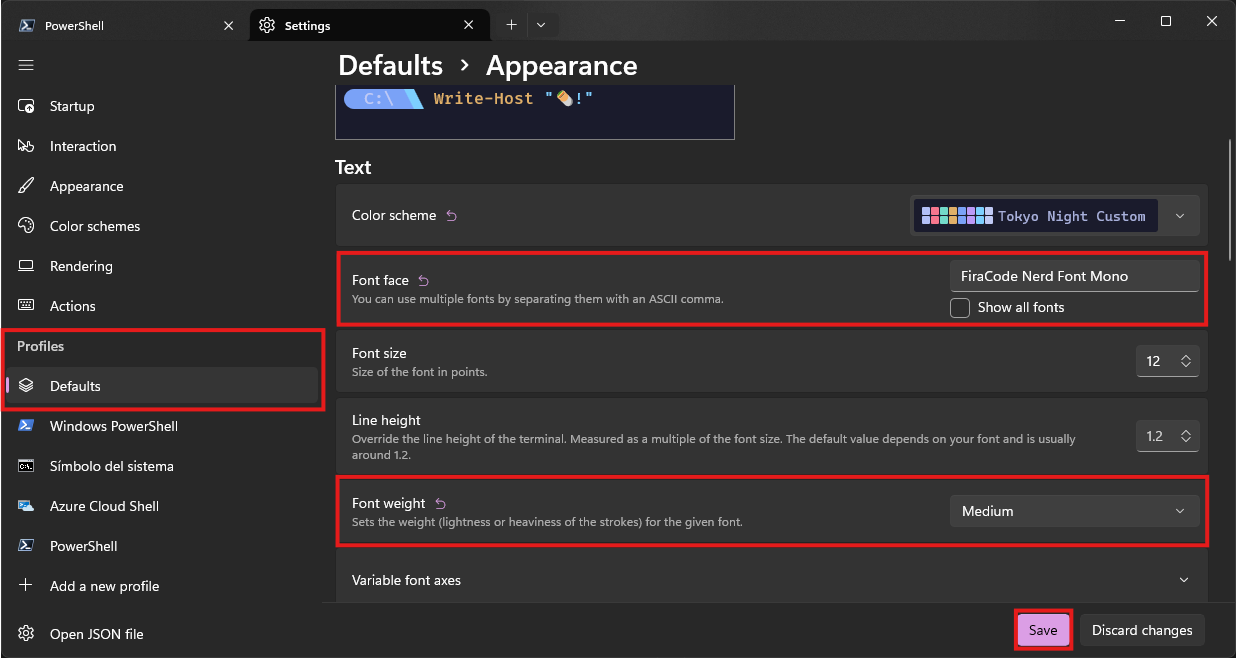 PowerShell
Settings
Defaults > Appearance
C:\ Write-Host "🌯!"
Startup
Interaction
Appearance
Color schemes
Rendering
Actions
Profiles
Defaults
Windows PowerShell
Símbolo del sistema
Azure Cloud Shell
PowerShell
Add a new profile
Open JSON file
Text
Color scheme
Tokyo Night Custom
Font face
You can use multiple fonts by separating them with an ASCII comma.
FiraCode Nerd Font Mono
Show all fonts
Font size
Size of the font in points.
12
Line height
Override the line height of the terminal. Measured as a multiple of the font size. The default value depends on your font and is usually
around 1.2.
1.2
Font weight
Sets the weight (lightness or heaviness of the strokes) for the given font.
Medium
Variable font axes
Save
Discard changes